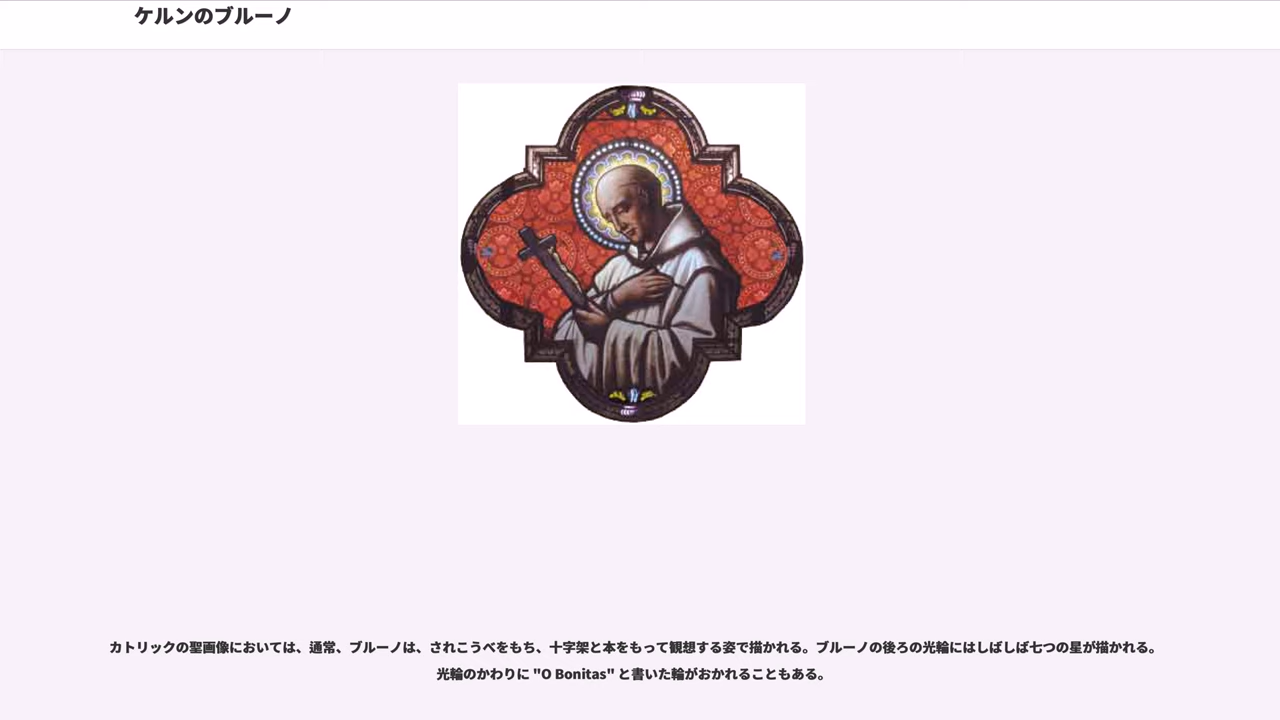 ケルンのブルーノ
カトリックの聖画像においては、通常、ブルーノは、されこうべをもち、十字架と本をもって観想する姿で描かれる。ブルーノの後ろの光輪にはしばしば七つの星が描かれる。
光輪のかわりに "O Bonitas" と書いた輪がおかれることもある。